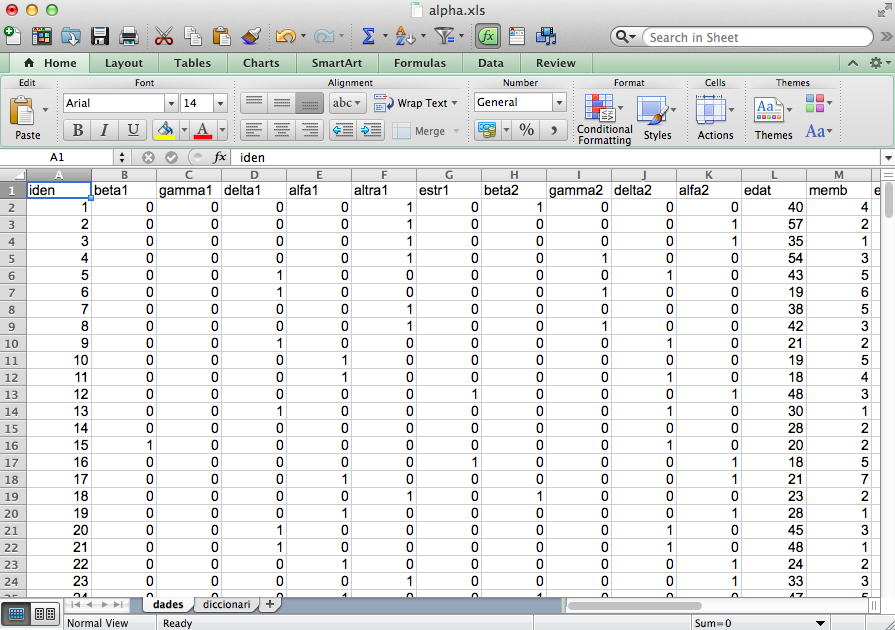 alpha.xls
Search in Sheet
Home Layout Tables Charts SmartArt Formulas Data Review
Edit Font Alignment Number Format Cells Themes
Arial 14 abc Wrap Text General
Paste B I U A Merge % Conditional Formatting Styles Actions Themes Aa
A1 fx iden
A B C D E F G H I J K L M
1 iden beta1 gamma1 delta1 alfa1 altra1 estr1 beta2 gamma2 delta2 alfa2 edat memb e
2 1 0 0 0 0 1 0 1 0 0 0 40 4
3 2 0 0 0 0 1 0 0 0 0 1 57 2
4 3 0 0 0 0 1 0 0 0 0 1 35 1
5 4 0 0 0 0 1 0 0 1 0 0 54 3
6 5 0 0 1 0 0 0 0 0 1 0 43 5
7 6 0 0 1 0 0 0 0 1 0 0 19 6
8 7 0 0 0 0 1 0 0 0 0 0 38 5
9 8 0 0 0 0 1 0 0 1 0 0 42 3
10 9 0 0 1 0 0 0 0 0 1 0 21 2
11 10 0 0 0 1 0 0 0 0 0 0 19 5
12 11 0 0 0 1 0 0 0 0 1 0 18 4
13 12 0 0 0 0 0 1 0 0 0 1 48 3
14 13 0 0 1 0 0 0 0 0 1 0 30 1
15 14 0 0 0 0 0 0 0 0 0 0 28 2
16 15 1 0 0 0 0 0 0 0 1 0 20 2
17 16 0 0 0 0 0 1 0 0 0 1 18 5
18 17 0 0 0 1 0 0 0 0 0 1 21 7
19 18 0 0 0 0 1 0 1 0 0 0 23 2
20 19 0 0 0 1 0 0 0 0 0 1 28 1
21 20 0 0 1 0 0 0 0 0 1 0 45 3
22 21 0 0 1 0 0 0 0 0 1 0 48 1
23 22 0 0 0 1 0 0 0 0 0 1 24 2
24 23 0 0 0 0 1 0 0 0 0 1 33 3
dades diccionari
Normal View Ready Sum=0